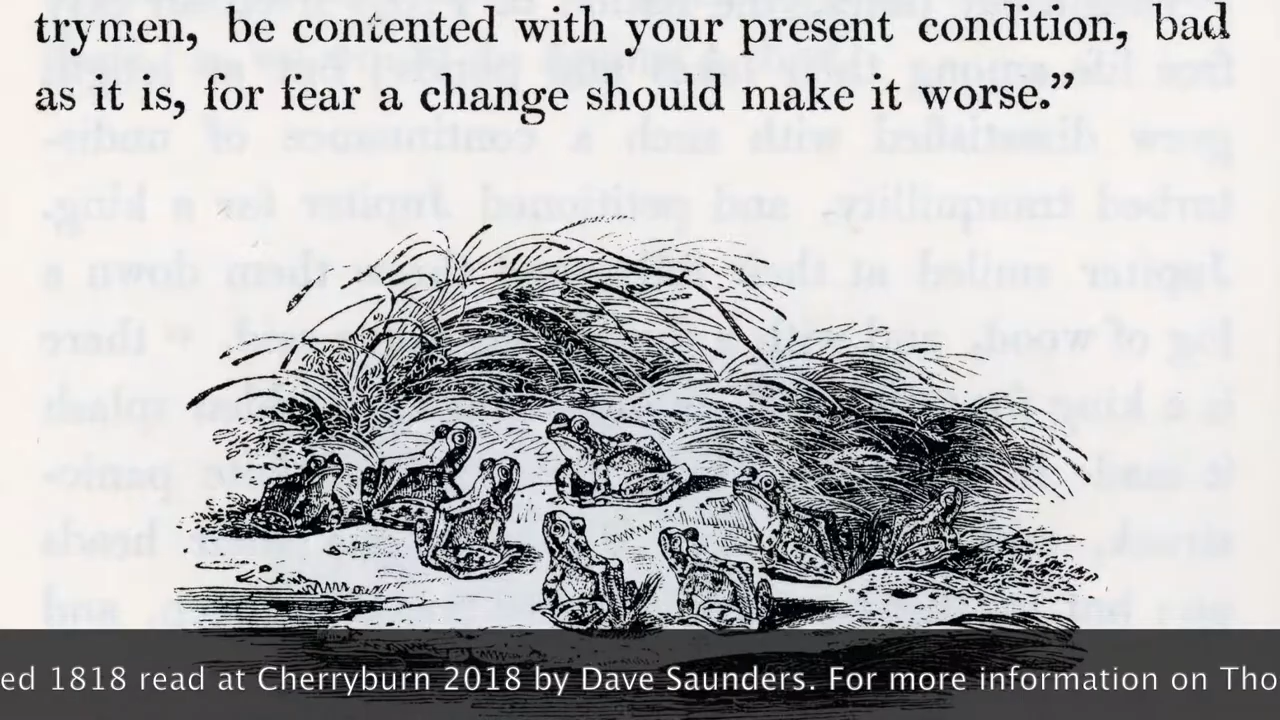 trymen, be contented with your present condition, bad
as it is, for fear a change should make it worse.”
ed 1818 read at Cherryburn 2018 by Dave Saunders. For more information on Tho